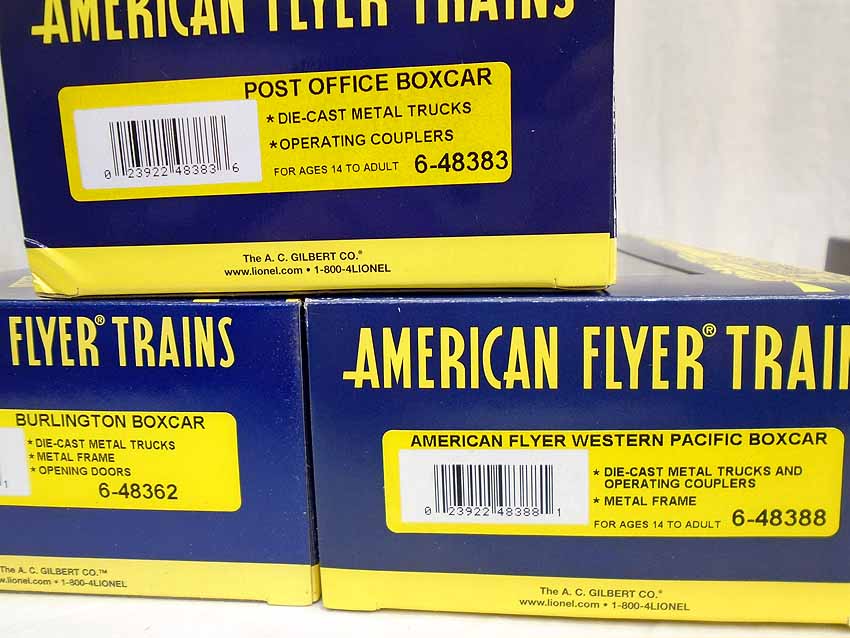 AMERICAN FLYER TRAINS
POST OFFICE BOXCAR
* DIE-CAST METAL TRUCKS
* OPERATING COUPLERS
FOR AGES 14 TO ADULT 6-48383
0 23922 48383 6
The A. C. GILBERT CO.®
www.lionel.com • 1-800-4LIONEL
FLYER® TRAINS
BURLINGTON BOXCAR
* DIE-CAST METAL TRUCKS
* METAL FRAME
* OPENING DOORS
1
6-48362
The A. C. GILBERT CO.™
w.lionel.com • 1-800-4LIONEL
AMERICAN FLYER® TRAIN
AMERICAN FLYER WESTERN PACIFIC BOXCAR
* DIE-CAST METAL TRUCKS AND
OPERATING COUPLERS
* METAL FRAME
FOR AGES 14 TO ADULT 6-48388
0 23922 48388 1
The A. C. GILBERT CO.®
www.lionel.com • 1-800-4LIONEL